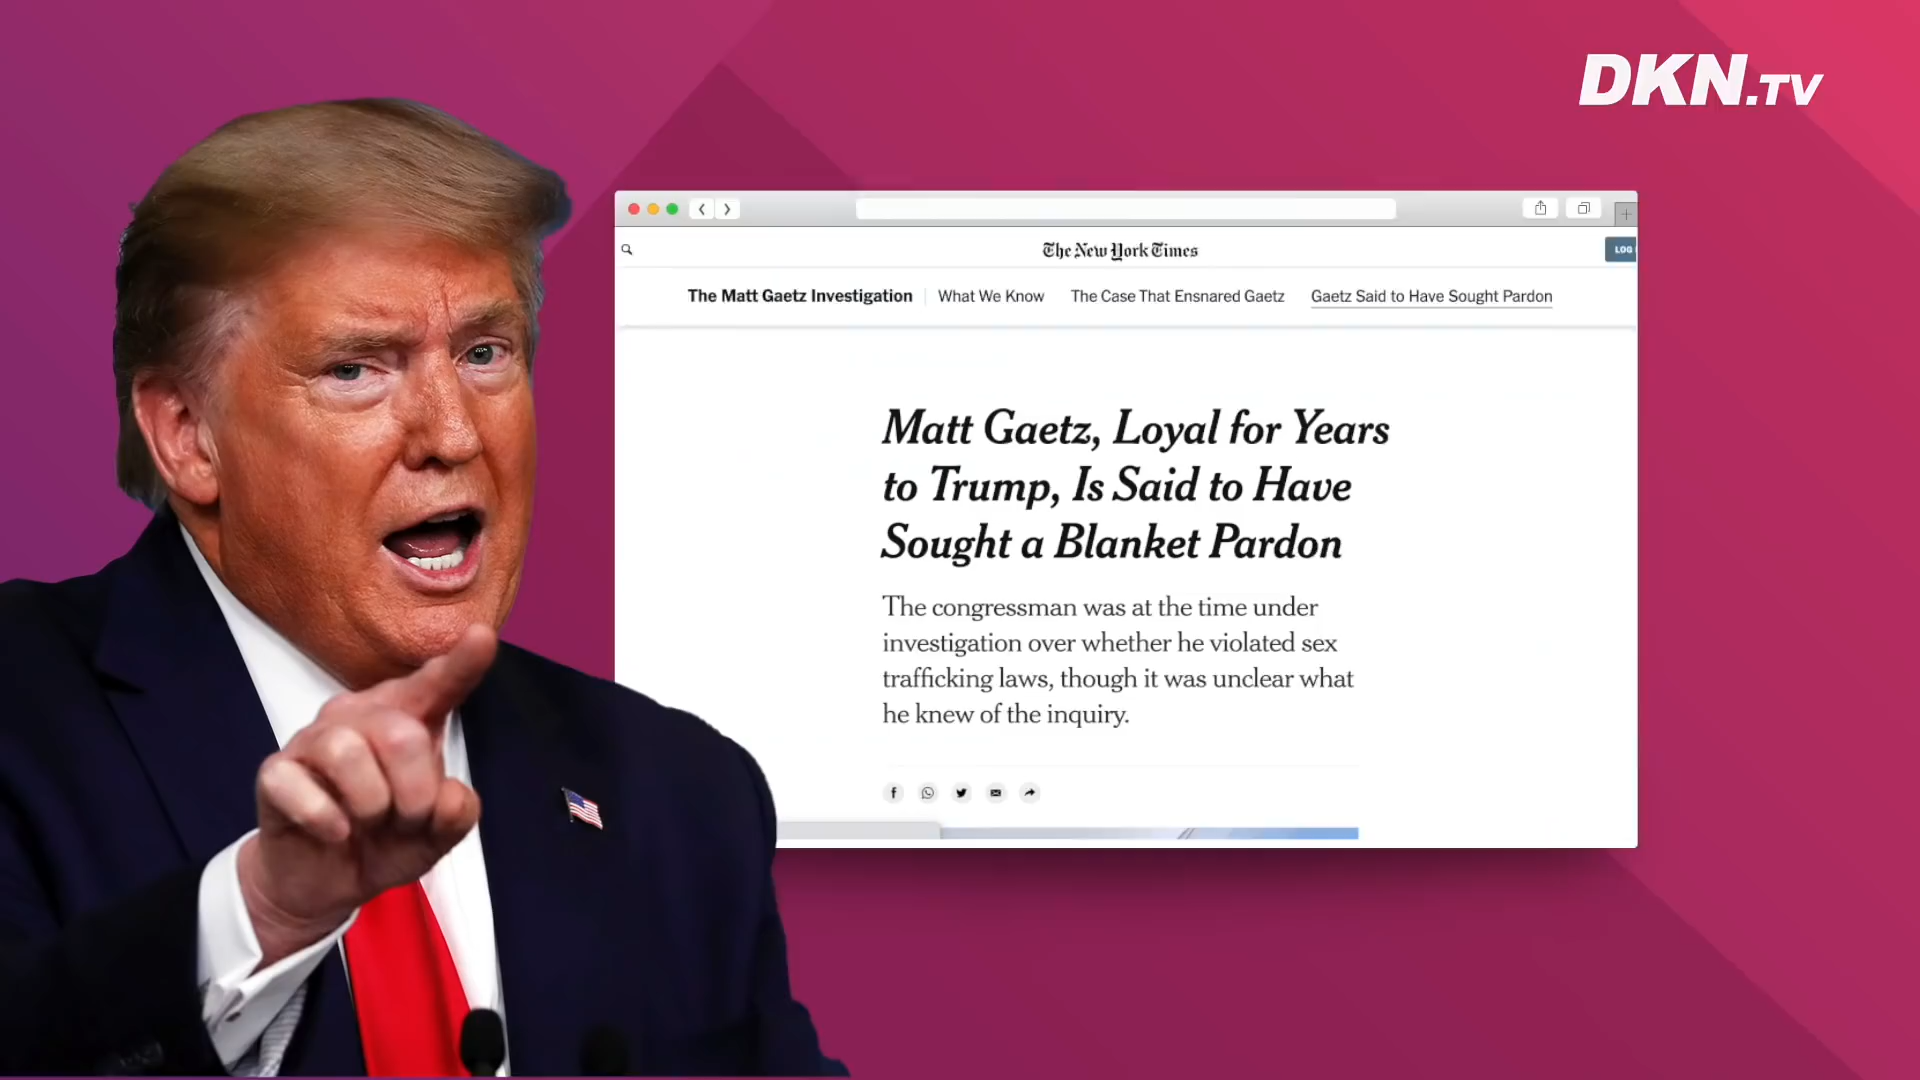 DKN.TV
The New York Times
LOG
The Matt Gaetz Investigation What We Know The Case That Ensnared Gaetz Gaetz Said to Have Sought Pardon
Matt Gaetz, Loyal for Years
to Trump, Is Said to Have
Sought a Blanket Pardon
The congressman was at the time under
investigation over whether he violated sex
trafficking laws, though it was unclear what
he knew of the inquiry.